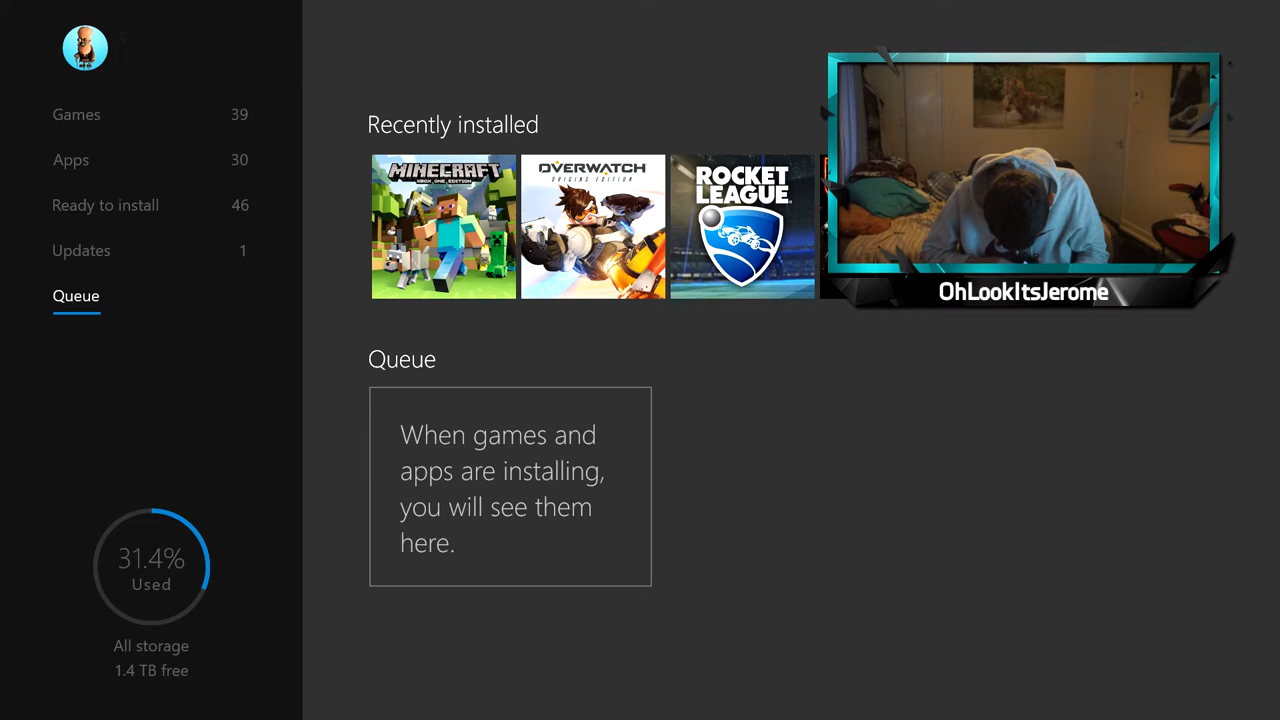 Games 39
Apps 30
Ready to install 46
Updates 1
Queue
31.4%
Used
All storage
1.4 TB free
Recently installed
MINECRAFT
XBOX ONE EDITION
OVERWATCH
ORIGINS EDITION
ROCKET
LEAGUE
OhLookItsJerome
Queue
When games and
apps are installing,
you will see them
here.